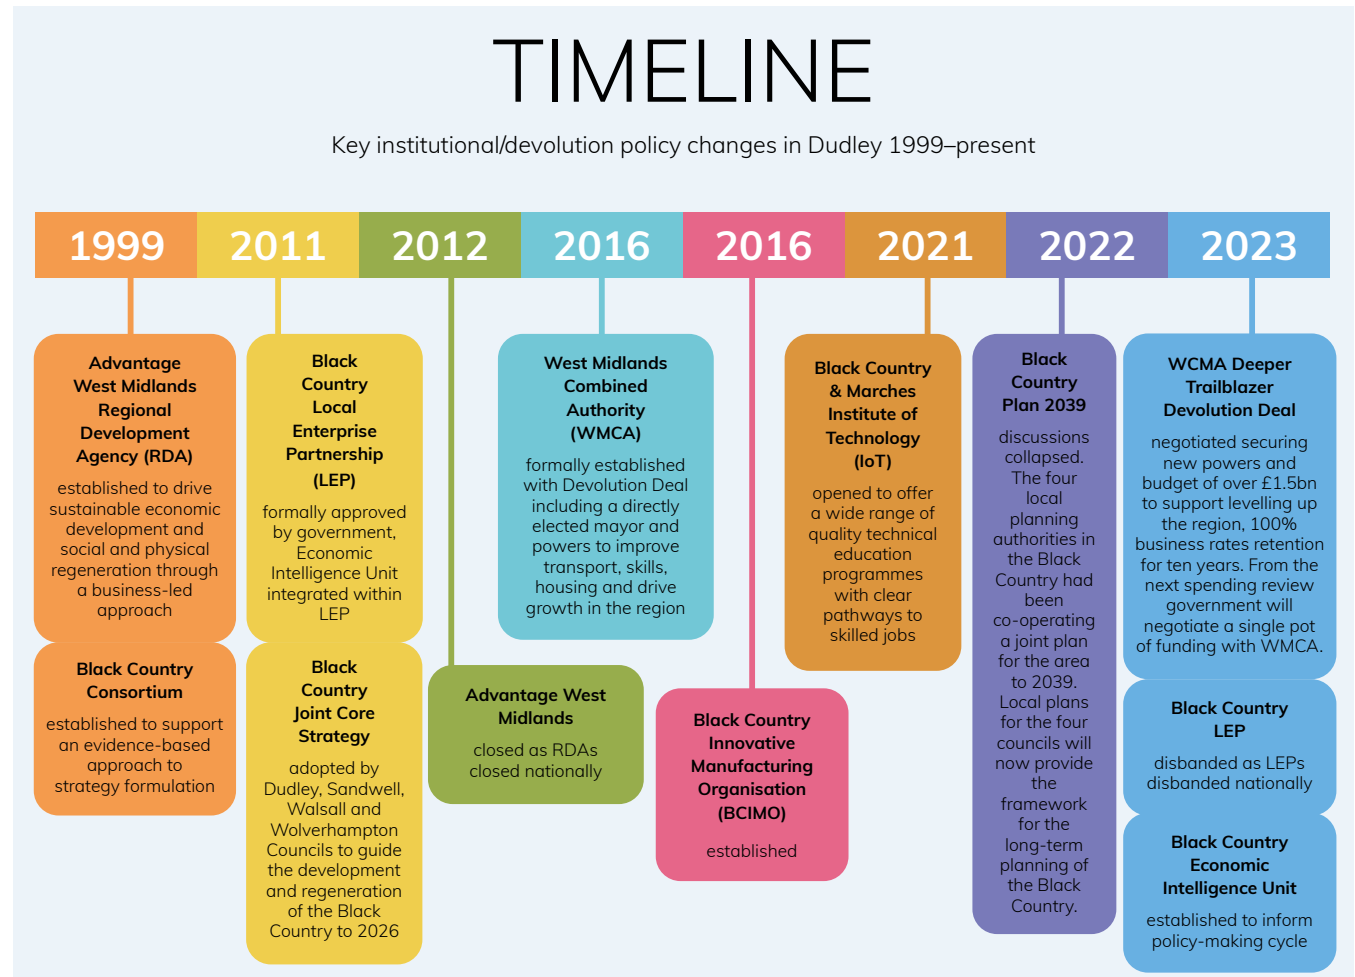 TIMELINE
Key institutional/devolution policy changes in Dudley 1999–present
1999
2011
2012
2016
2016
2021
2022
2023
Advantage
West Midlands
Regional
Development
Agency (RDA)
established to drive
sustainable economic
development and
social and physical
regeneration through
a business-led
approach
Black Country
Consortium
established to support
an evidence-based
approach to
strategy formulation
Black
Country
Local
Enterprise
Partnership
(LEP)
formally approved
by government,
Economic
Intelligence Unit
integrated within
LEP
Black
Country
Joint Core
Strategy
adopted by
Dudley, Sandwell,
Walsall and
Wolverhampton
Councils to guide
the development
and regeneration
of the Black
Country to 2026
Advantage West
Midlands
closed as RDAs
closed nationally
West Midlands
Combined
Authority
(WMCA)
formally established
with Devolution Deal
including a directly
elected mayor and
powers to improve
transport, skills,
housing and drive
growth in the region
Black Country
Innovative
Manufacturing
Organisation
(BCIMO)
established
Black Country
& Marches
Institute of
Technology
(IoT)
opened to offer
a wide range of
quality technical
education
programmes
with clear
pathways to
skilled jobs
Black
Country
Plan 2039
discussions
collapsed.
The four
local
planning
authorities in
the Black
Country had
been
co-operating
a joint plan
for the area
to 2039.
Local plans
for the four
councils will
now provide
the
framework
for the
long-term
planning of
the Black
Country.
WCMA Deeper
Trailblazer
Devolution Deal
negotiated securing
new powers and
budget of over £1.5bn
to support levelling up
the region, 100%
business rates retention
for ten years. From the
next spending review
government will
negotiate a single pot
of funding with WMCA.
Black Country
LEP
disbanded as LEPs
disbanded nationally
Black Country
Economic
Intelligence Unit
established to inform
policy-making cycle